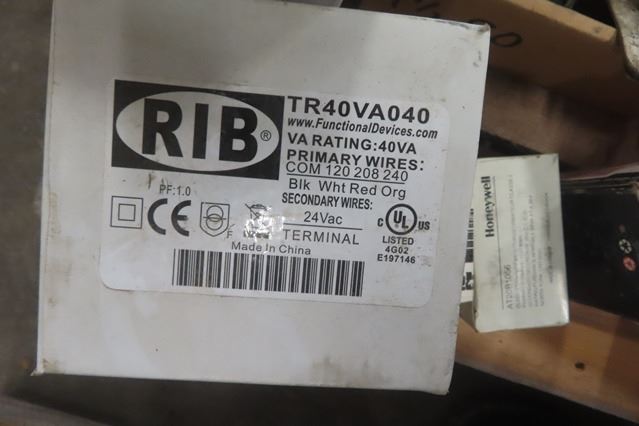 RIB®
TR40VA040
www.FunctionalDevices.com
VA RATING:40VA
PRIMARY WIRES:
COM 120 208 240
Blk Wht Red Org
SECONDARY WIRES:
24Vac
TERMINAL
PF:1.0
CE
F
Made In China
C UL US
LISTED
4G02
E197146
Honeywell